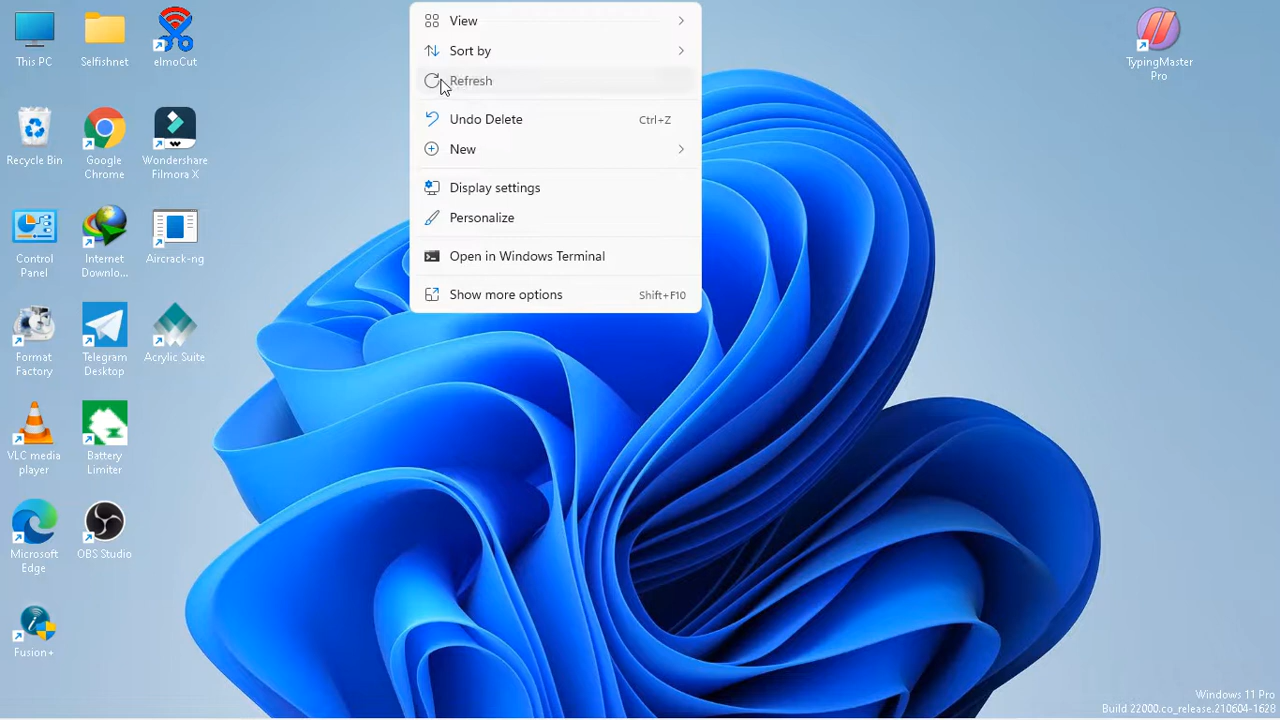 This PC
Selfishnet
elmoCut
Recycle Bin
Google
Chrome
Wondershare
Filmora X
Control
Panel
Internet
Downlo...
Aircrack-ng
Format
Factory
Telegram
Desktop
Acrylic Suite
VLC media
player
Battery
Limiter
Microsoft
Edge
OBS Studio
Fusion+
View
Sort by
Refresh
Undo Delete Ctrl+Z
New
Display settings
Personalize
Open in Windows Terminal
Show more options Shift+F10
TypingMaster
Pro
Windows 11 Pro
Build 22000.co_release.210604-1628